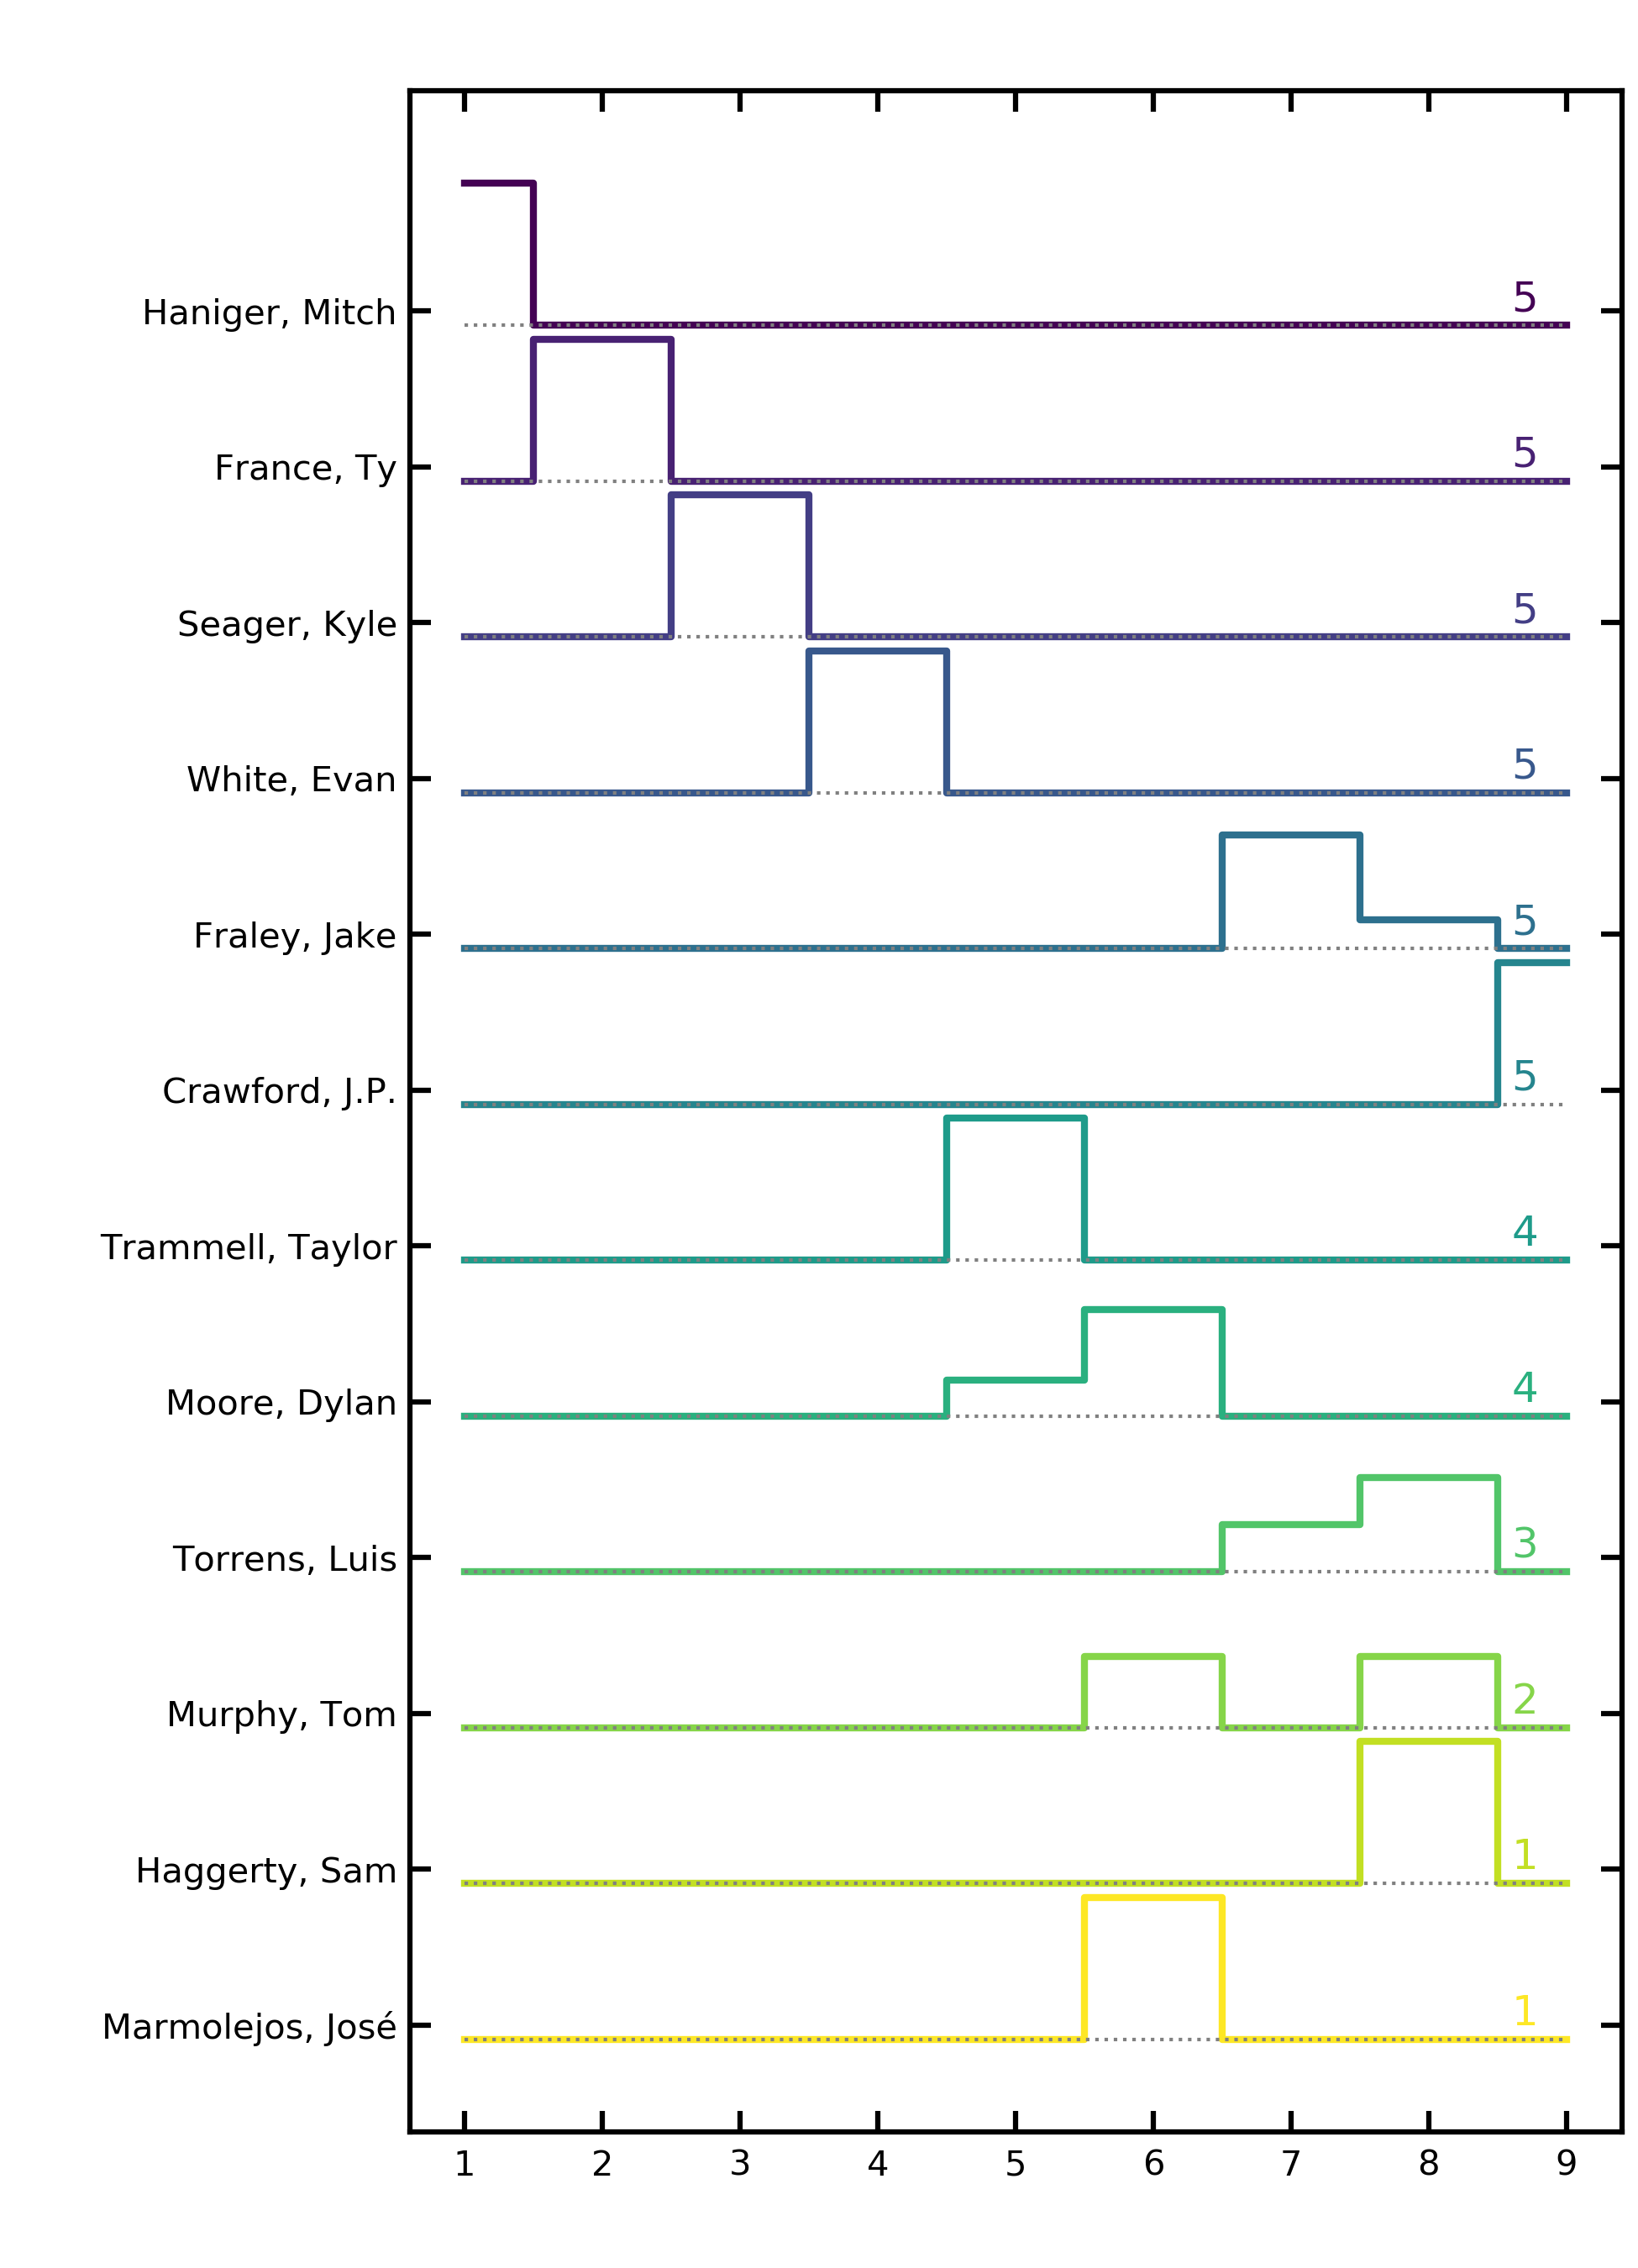 Haniger, Mitch 5
France, Ty 5
Seager, Kyle 5
White, Evan 5
Fraley, Jake 5
Crawford, J.P. 5
Trammell, Taylor 4
Moore, Dylan 4
Torrens, Luis 3
Murphy, Tom 2
Haggerty, Sam 1
Marmolejos, José 1
1 2 3 4 5 6 7 8 9